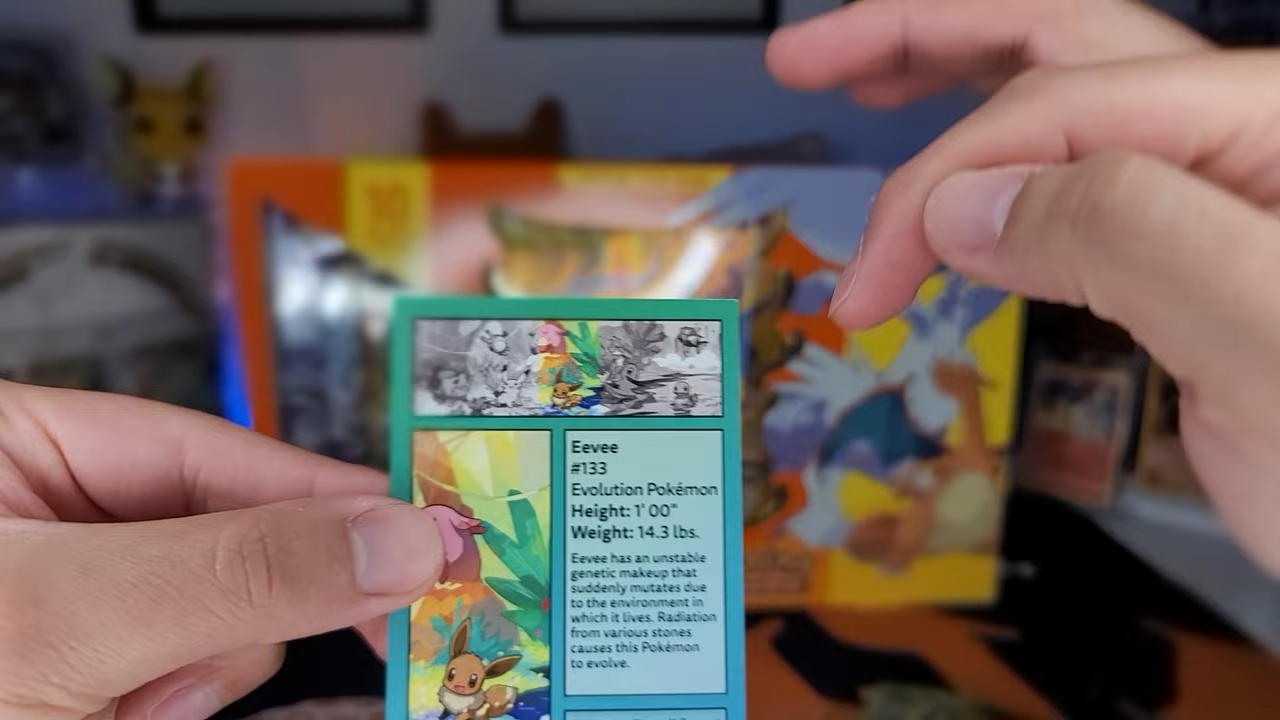 Eevee
#133
Evolution Pokémon
Height: 1' 00"
Weight: 14.3 lbs.
Eevee has an unstable
genetic makeup that
suddenly mutates due
to the environment in
which it lives. Radiation
from various stones
causes this Pokémon
to evolve.